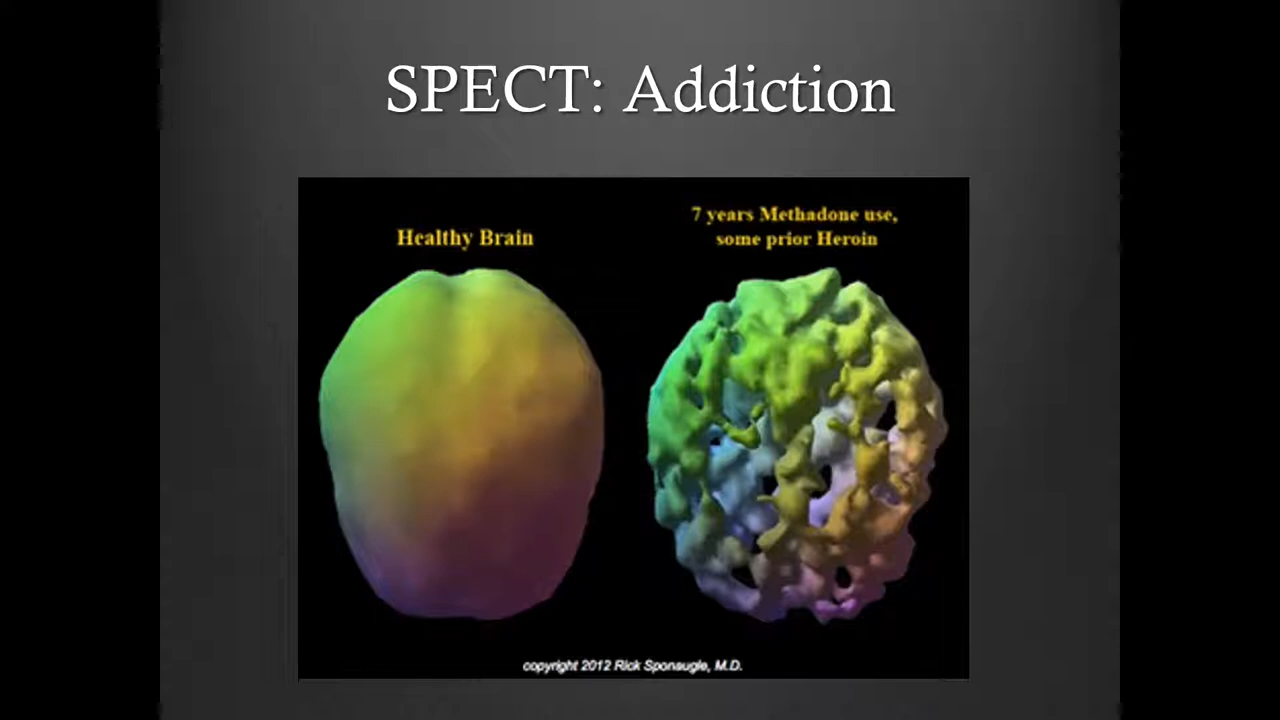 SPECT: Addiction
Healthy Brain
7 years Methadone use,
some prior Heroin
copyright 2012 Rick Sponaugle, M.D.